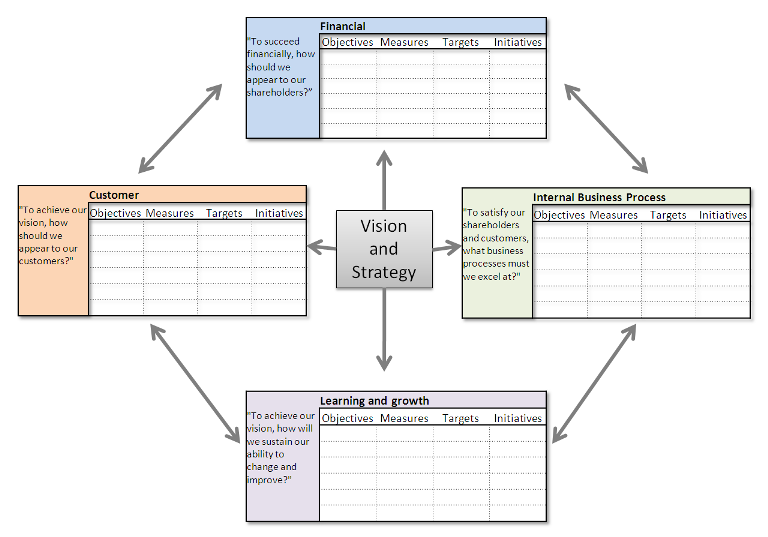 Financial
"To succeed
financially, how
should we
appear to our
shareholders?"
Objectives Measures Targets Initiatives
Customer
"To achieve our
vision, how
should we
appear to our
customers?"
Objectives Measures Targets Initiatives
Vision
and
Strategy
Internal Business Process
"To satisfy our
shareholders
and customers,
what business
processes must
we excel at?"
Objectives Measures Targets Initiatives
Learning and growth
"To achieve our
vision, how will
we sustain our
ability to
change and
improve?"
Objectives Measures Targets Initiatives